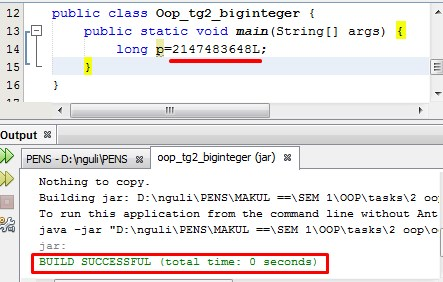 12 public class Oop_tg2_biginteger {
13 public static void main(String[] args) {
14 long p=2147483648L;
15 }
16 }
Output
PENS - D:\nguli\PENS oop_tg2_biginteger (jar)
Nothing to copy.
Building jar: D:\nguli\PENS\MAKUL ==\SEM 1\OOP\tasks\2 oop
To run this application from the command line without Ant
java -jar "D:\nguli\PENS\MAKUL ==\SEM 1\OOP\tasks\2 oop\o
jar:
BUILD SUCCESSFUL (total time: 0 seconds)